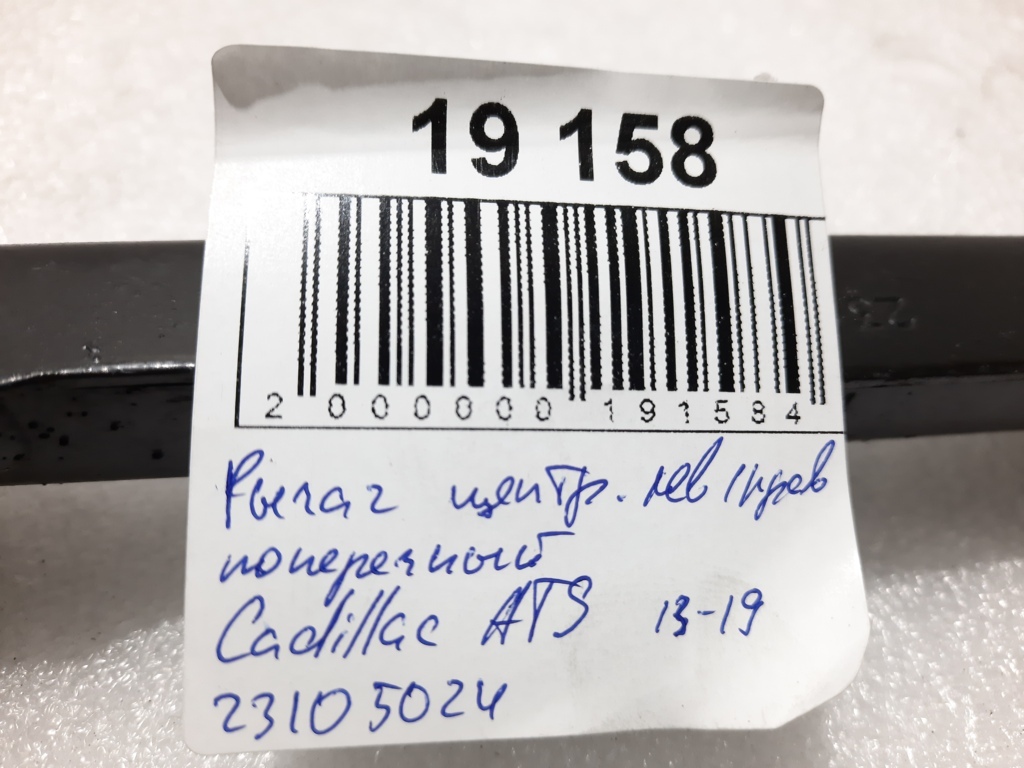 19 158
2 000000 191584
Рычаг центр. лев/прав
поперечный
Cadillac ATS 13-19
23105024